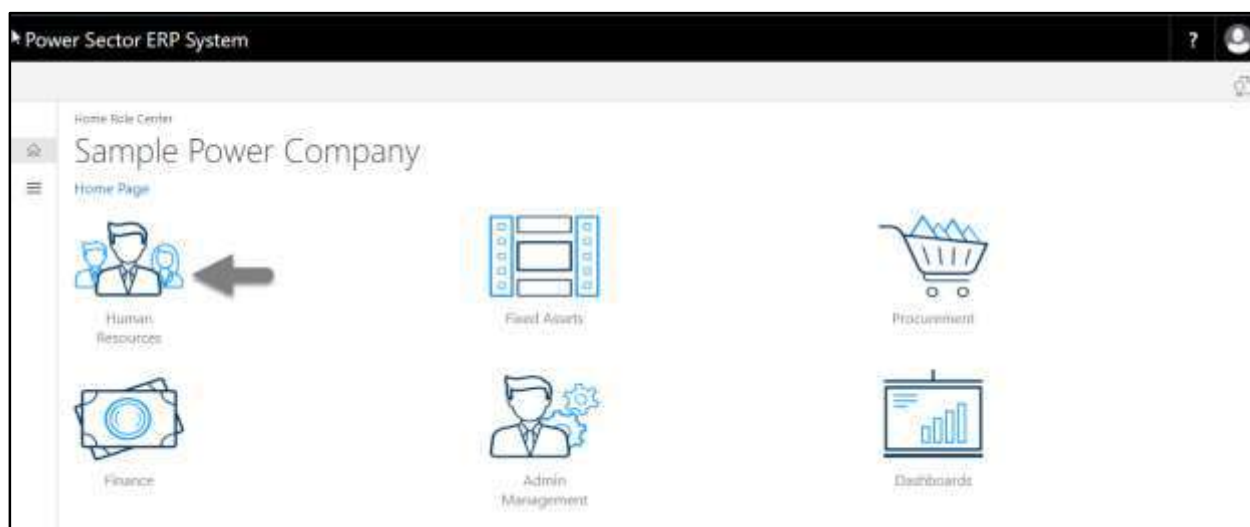 Power Sector ERP System
?
Home Role Center
Sample Power Company
Home Page
Human
Resources
Fixed Assets
Procurement
Finance
Admin
Management
Dashboards